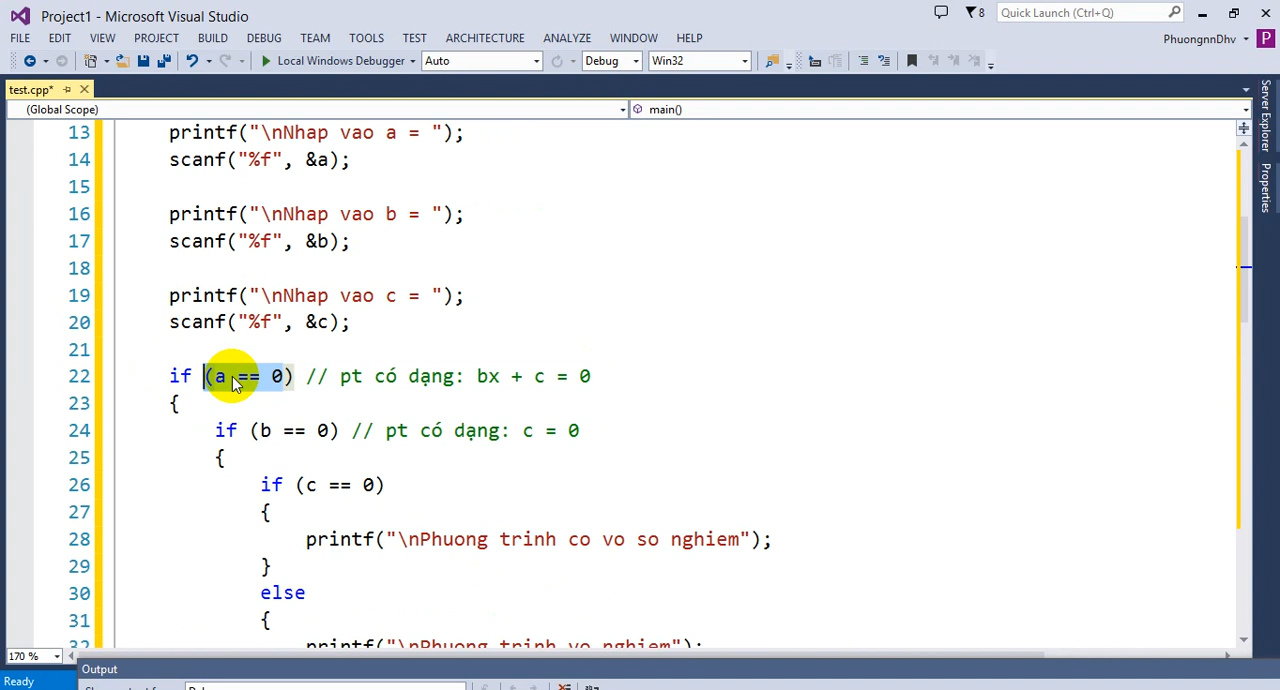 Project1 - Microsoft Visual Studio
8
Quick Launch (Ctrl+Q)
FILE EDIT VIEW PROJECT BUILD DEBUG TEAM TOOLS TEST ARCHITECTURE ANALYZE WINDOW HELP
PhuongnnDhv P
Local Windows Debugger Auto Debug Win32
test.cpp*
(Global Scope) main()
Server Explorer
Properties
13 printf("\nNhap vao a = ");
14 scanf("%f", &a);
15
16 printf("\nNhap vao b = ");
17 scanf("%f", &b);
18
19 printf("\nNhap vao c = ");
20 scanf("%f", &c);
21
22 if (a == 0) // pt có dạng: bx + c = 0
23 {
24 if (b == 0) // pt có dạng: c = 0
25 {
26 if (c == 0)
27 {
28 printf("\nPhuong trinh co vo so nghiem");
29 }
30 else
31 {
32 printf("\nPhuong trinh vo nghiem");
170 %
Output
Ready